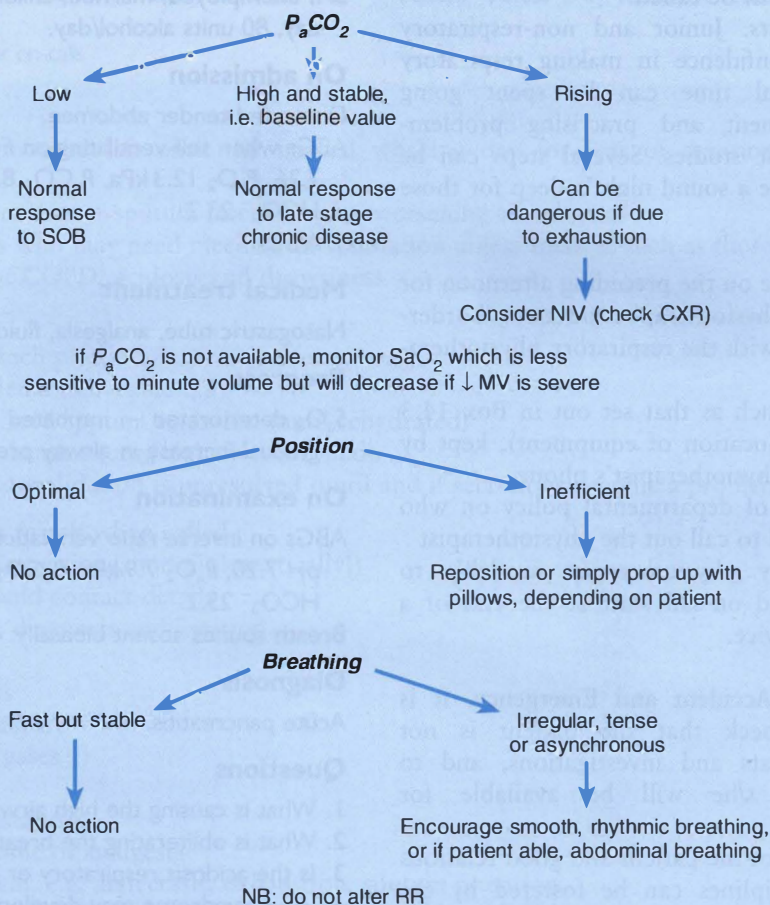 PaCO2
Low
High and stable,
i.e. baseline value
Rising
Normal
response
to SOB
Normal response
to late stage
chronic disease
Can be
dangerous if due
to exhaustion
Consider NIV (check CXR)
if PaCO2 is not available, monitor SaO2 which is less
sensitive to minute volume but will decrease if ↓ MV is severe
Position
Optimal
Inefficient
No action
Reposition or simply prop up with
pillows, depending on patient
Breathing
Fast but stable
Irregular, tense
or asynchronous
No action
Encourage smooth, rhythmic breathing,
or if patient able, abdominal breathing
NB: do not alter RR